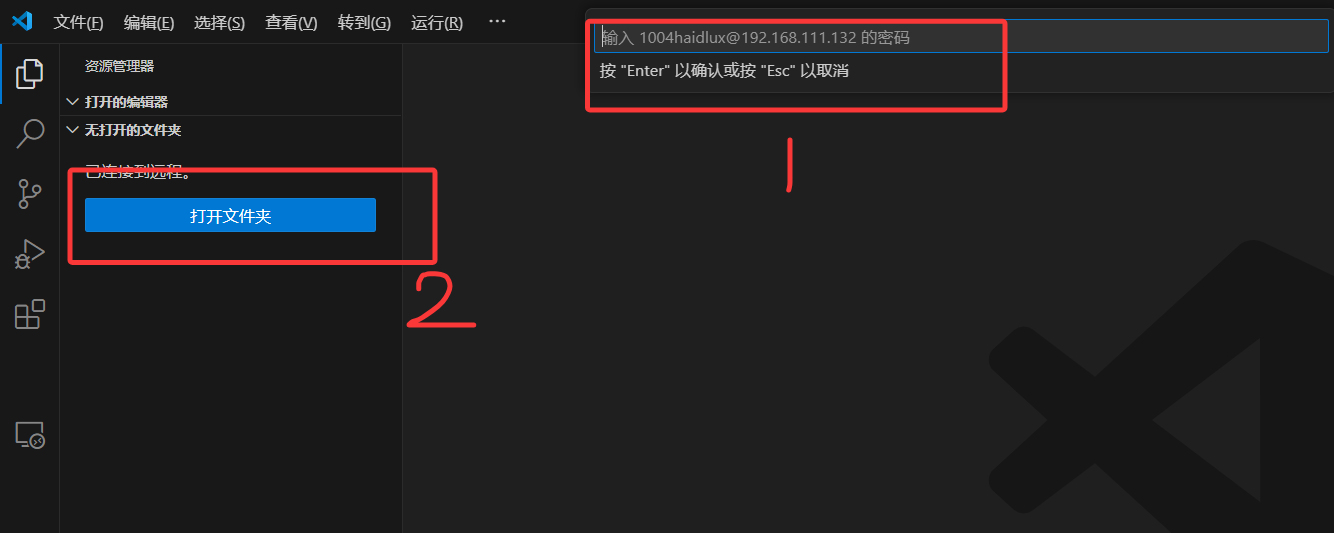 文件(F) 编辑(E) 选择(S) 查看(V) 转到(G) 运行(R) ···
输入 1004haidlux@192.168.111.132 的密码
按 "Enter" 以确认或按 "Esc" 以取消
资源管理器
打开的编辑器
无打开的文件夹
已连接到远程。
打开文件夹
1
2